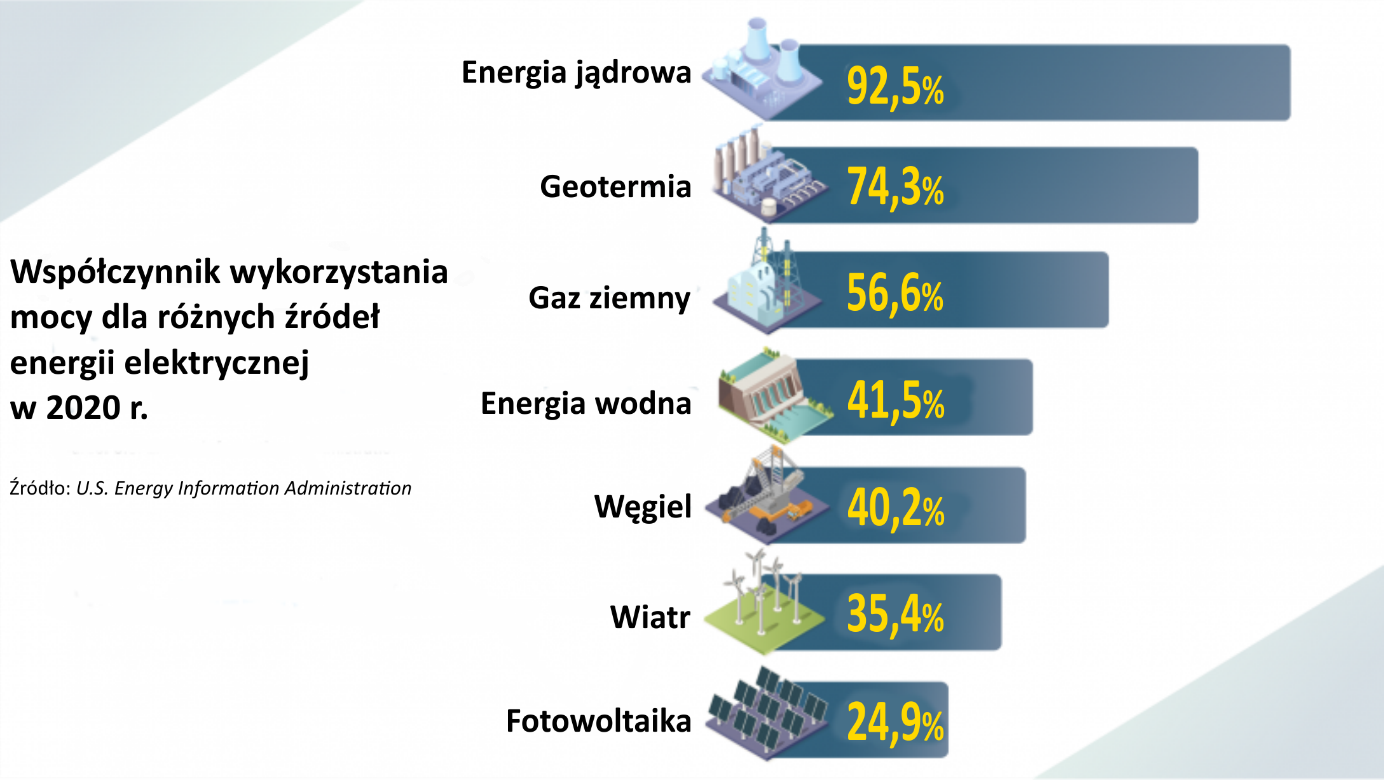 Współczynnik wykorzystania
mocy dla różnych źródeł
energii elektrycznej
w 2020 r.
Źródło: U.S. Energy Information Administration
Energia jądrowa 92,5%
Geotermia 74,3%
Gaz ziemny 56,6%
Energia wodna 41,5%
Węgiel 40,2%
Wiatr 35,4%
Fotowoltaika 24,9%